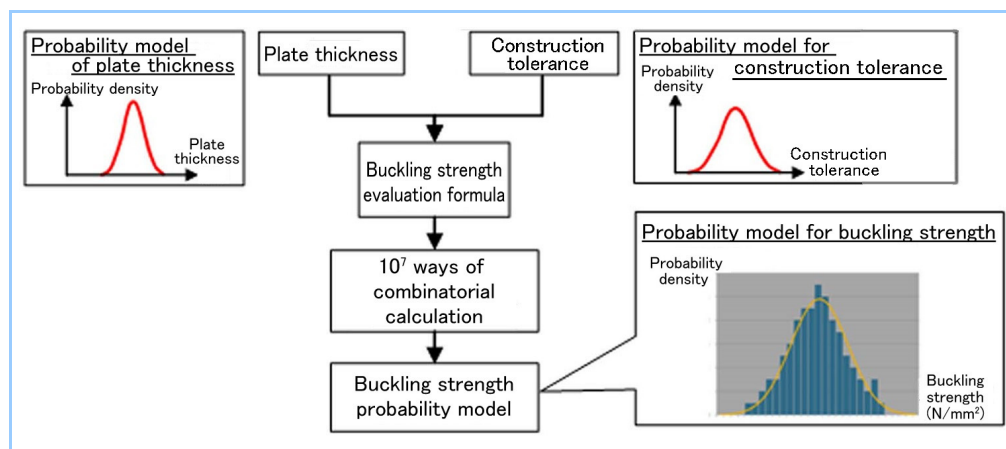 Probability model
of plate thickness
Probability density
Plate
thickness
Plate thickness
Construction
tolerance
Probability model for
construction tolerance
Probability
density
Construction
tolerance
Buckling strength
evaluation formula
10⁷ ways of
combinatorial
calculation
Buckling strength
probability model
Probability model for buckling strength
Probability
density
Buckling
strength
(N/mm²)